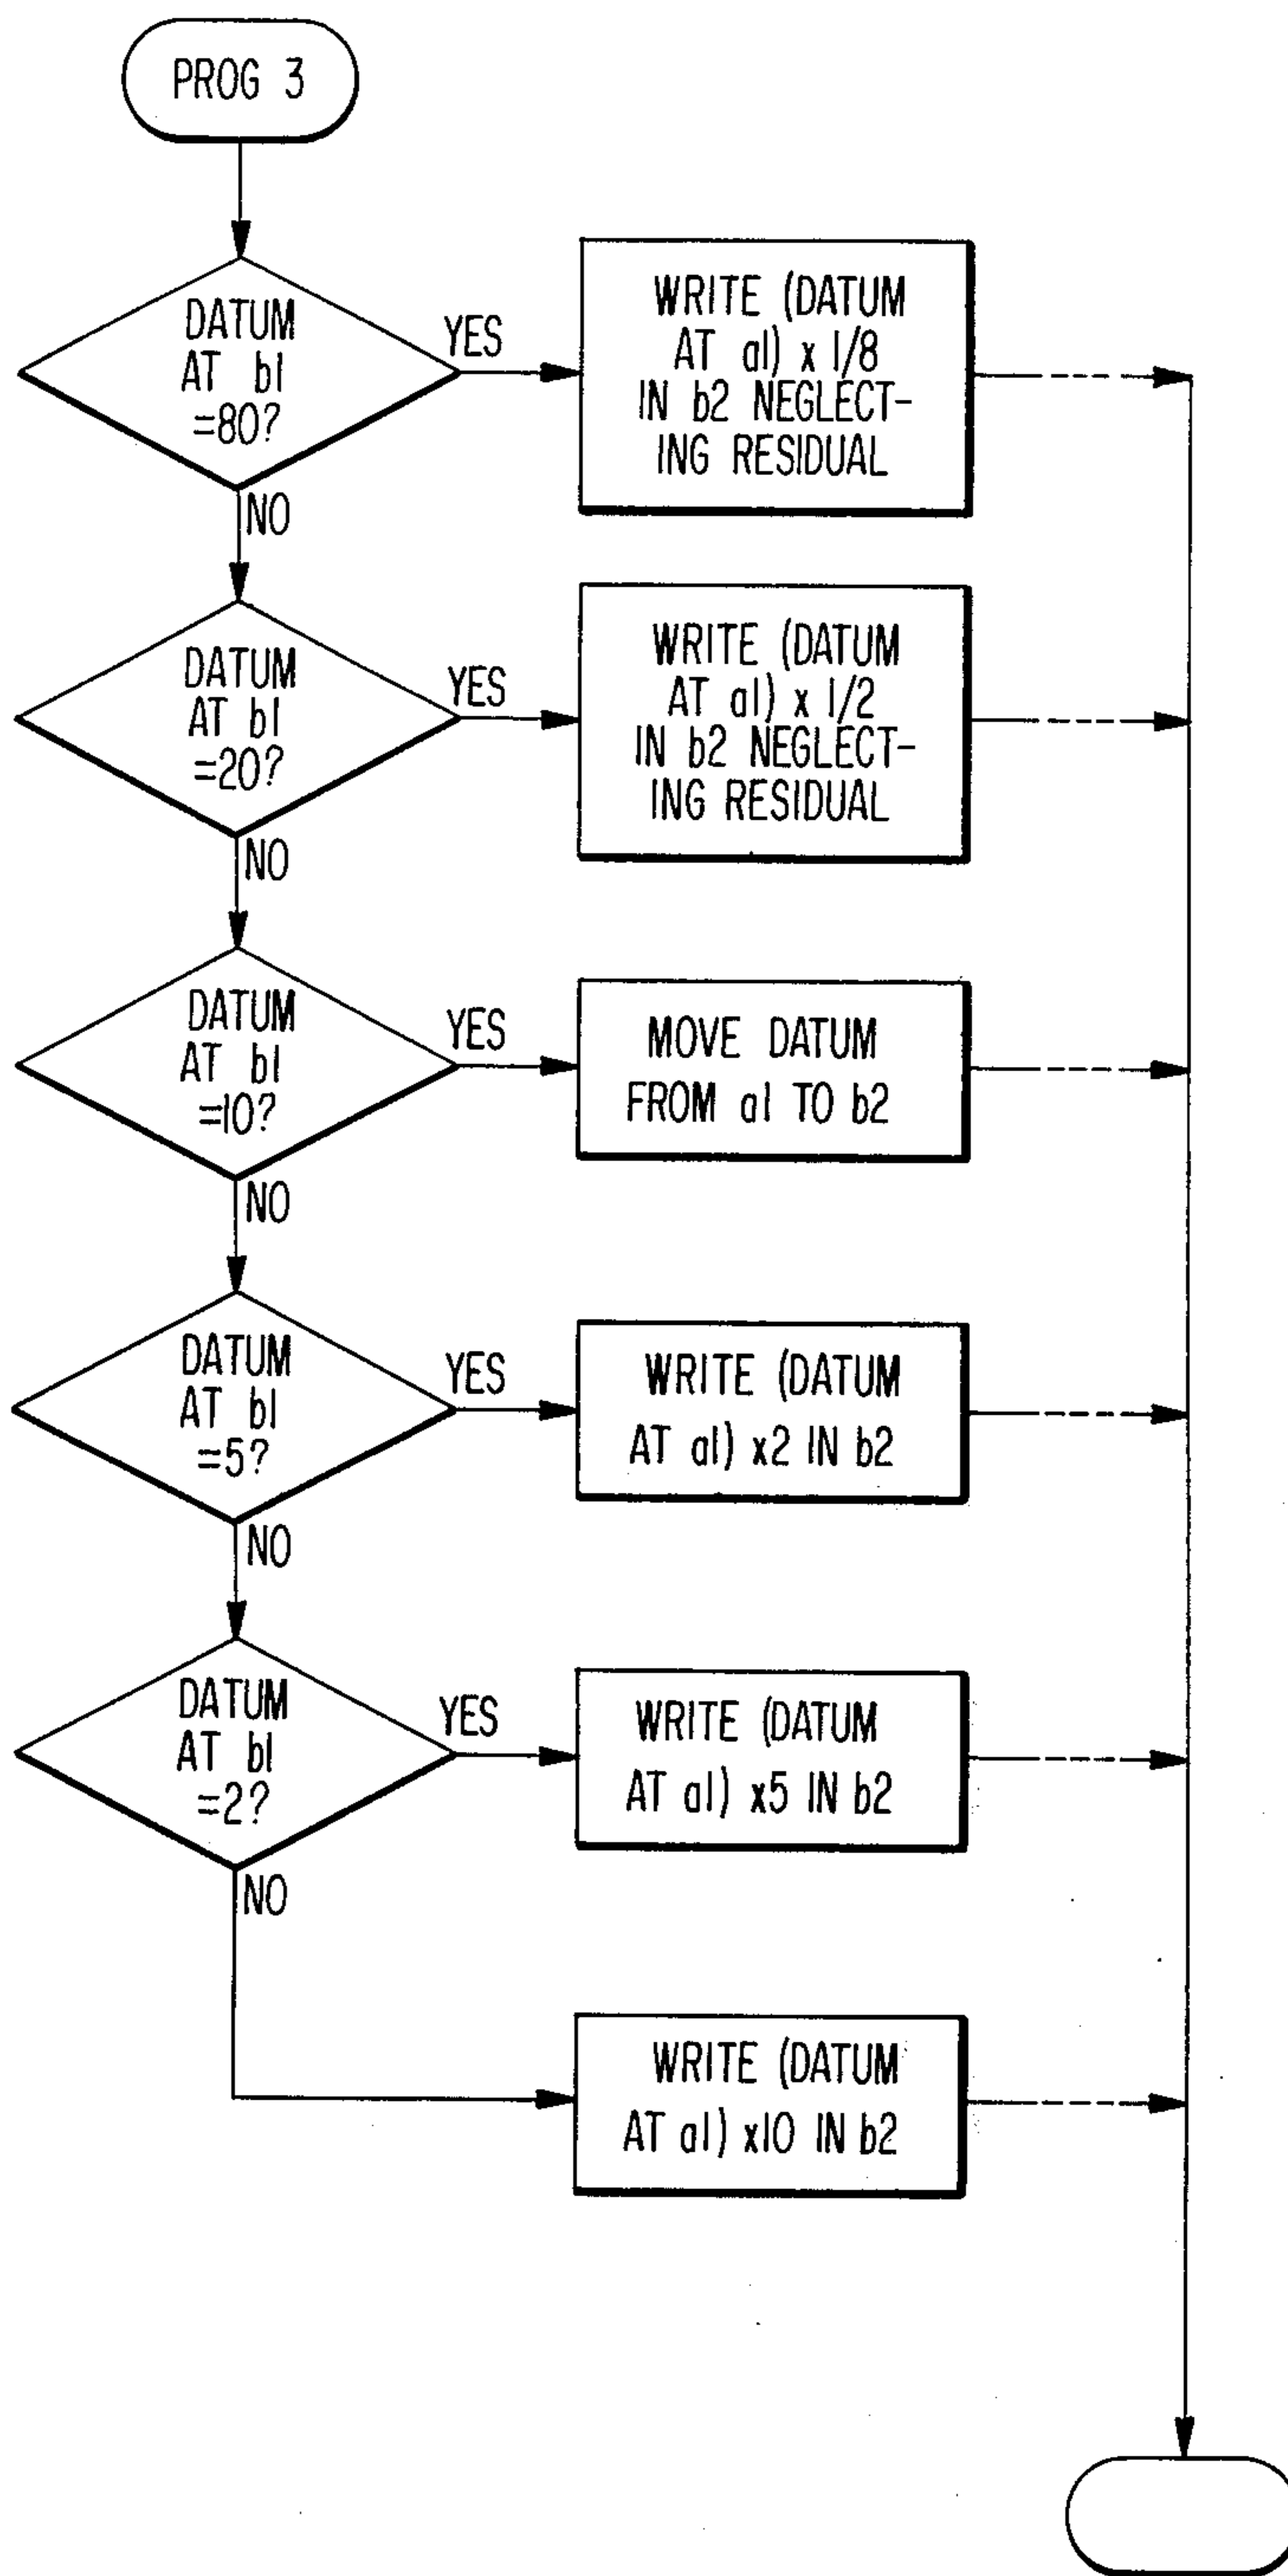 PROG 3
DATUM
AT b1
=80?
YES
NO
WRITE (DATUM
AT a1) x 1/8
IN b2 NEGLECT-
ING RESIDUAL
DATUM
AT b1
=20?
YES
NO
WRITE (DATUM
AT a1) x 1/2
IN b2 NEGLECT-
ING RESIDUAL
DATUM
AT b1
=10?
YES
NO
MOVE DATUM
FROM a1 TO b2
DATUM
AT b1
=5?
YES
NO
WRITE (DATUM
AT a1) x2 IN b2
DATUM
AT b1
=2?
YES
NO
WRITE (DATUM
AT a1) x5 IN b2
WRITE (DATUM
AT a1) x10 IN b2